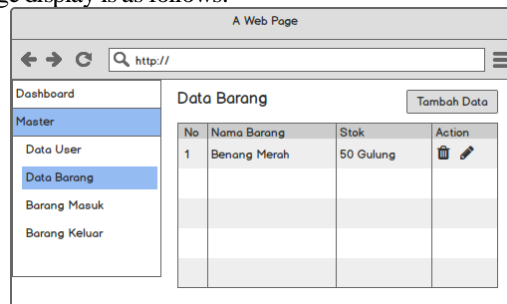 ge display is as follows.
A Web Page
http://
Dashboard
Master
Data User
Data Barang
Barang Masuk
Barang Keluar
Data Barang
Tambah Data
No Nama Barang Stok Action
1 Benang Merah 50 Gulung